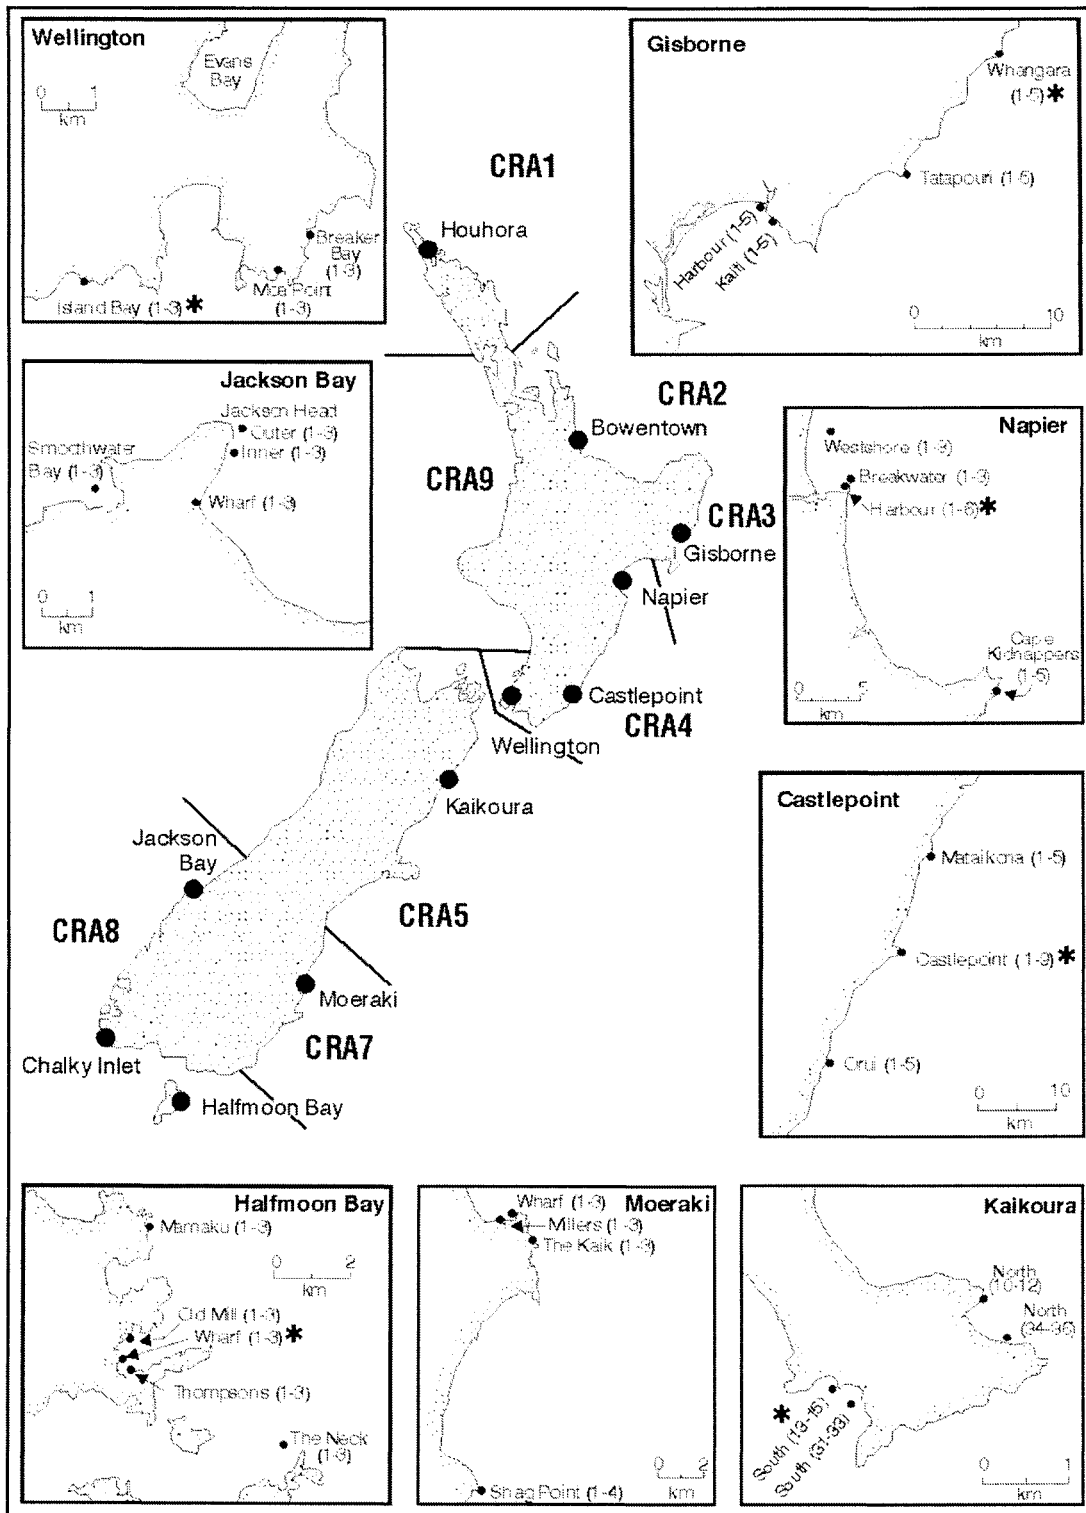 Wellington
Evans
Bay
0 1
km
Breaker
Bay
(1-3)
Moa Point
(1-3)
Island Bay (1-3)*
Gisborne
Whangara
(1-5)*
Tatapouri (1-5)
Harbour (1-5)
Kaiti (1-5)
0 10
km
CRA1
Houhora
CRA2
Bowentown
CRA9
CRA3
Gisborne
Napier
Castlepoint
CRA4
Wellington
Kaikoura
Jackson
Bay
CRA8
CRA5
Moeraki
CRA7
Chalky Inlet
Halfmoon Bay
Jackson Bay
Jackson Head
Outer (1-3)
Inner (1-3)
Smoothwater
Bay (1-3)
Wharf (1-3)
0 1
km
Napier
Westshore (1-3)
Breakwater (1-3)
Harbour (1-6)*
Cape
Kidnappers
(1-5)
0 5
km
Castlepoint
Mataikona (1-5)
Castlepoint (1-9)*
Orui (1-5)
0 10
km
Halfmoon Bay
Mamaku (1-3)
0 2
km
Old Mill (1-3)
Wharf (1-3)*
Thompsons (1-3)
The Neck
(1-3)
Moeraki
Wharf (1-3)
Millers (1-3)
The Kaik (1-3)
Shag Point (1-4)
0 2
km
Kaikoura
North
(10-12)
North
(34-36)
*
South (13-15)
South (31-33)
0 1
km